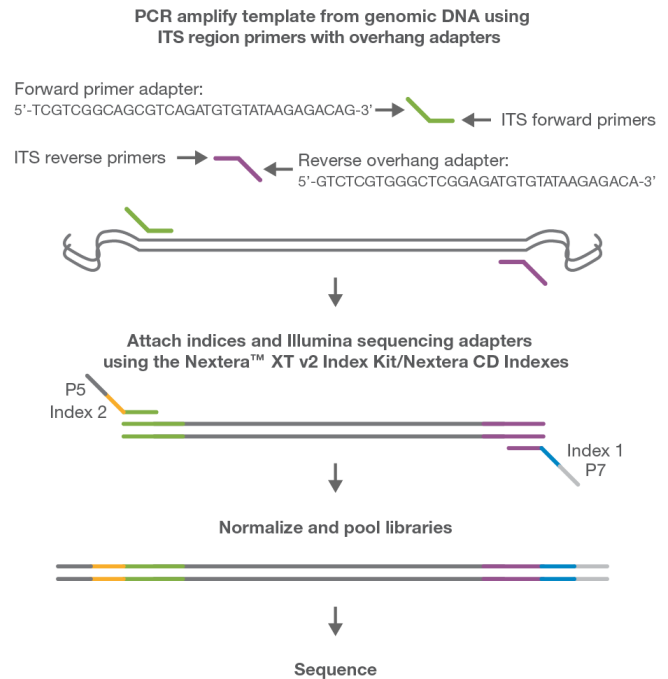 PCR amplify template from genomic DNA using
ITS region primers with overhang adapters
Forward primer adapter:
5’-TCGTCGGCAGCGTCAGATGTGTATAAGAGACAG-3’
ITS forward primers
ITS reverse primers
Reverse overhang adapter:
5’-GTCTCGTGGGCTCGGAGATGTGTATAAGAGACA-3’
Attach indices and Illumina sequencing adapters
using the Nextera™ XT v2 Index Kit/Nextera CD Indexes
P5
Index 2
Index 1
P7
Normalize and pool libraries
Sequence